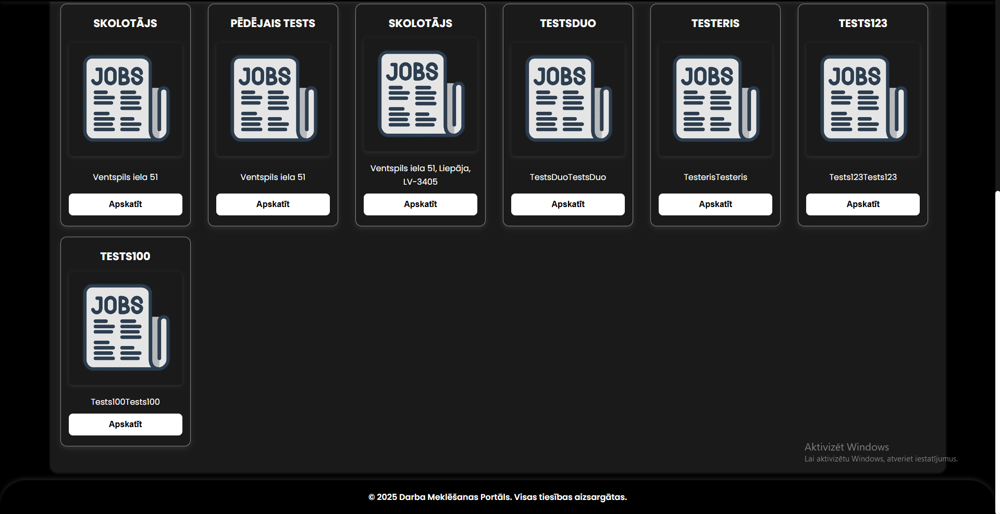 SKOLOTĀJS
JOBS
Ventspils iela 51
Apskatīt
PĒDĒJAIS TESTS
JOBS
Ventspils iela 51
Apskatīt
SKOLOTĀJS
JOBS
Ventspils iela 51, Liepāja,
LV-3405
Apskatīt
TESTSDUO
JOBS
TestsDuoTestsDuo
Apskatīt
TESTERIS
JOBS
TesterisTesteris
Apskatīt
TESTS123
JOBS
Tests123Tests123
Apskatīt
TESTS100
JOBS
Tests100Tests100
Apskatīt
Aktivizēt Windows
Lai aktivizētu Windows, atveriet iestatījumus.
© 2025 Darba Meklēšanas Portāls. Visas tiesības aizsargātas.